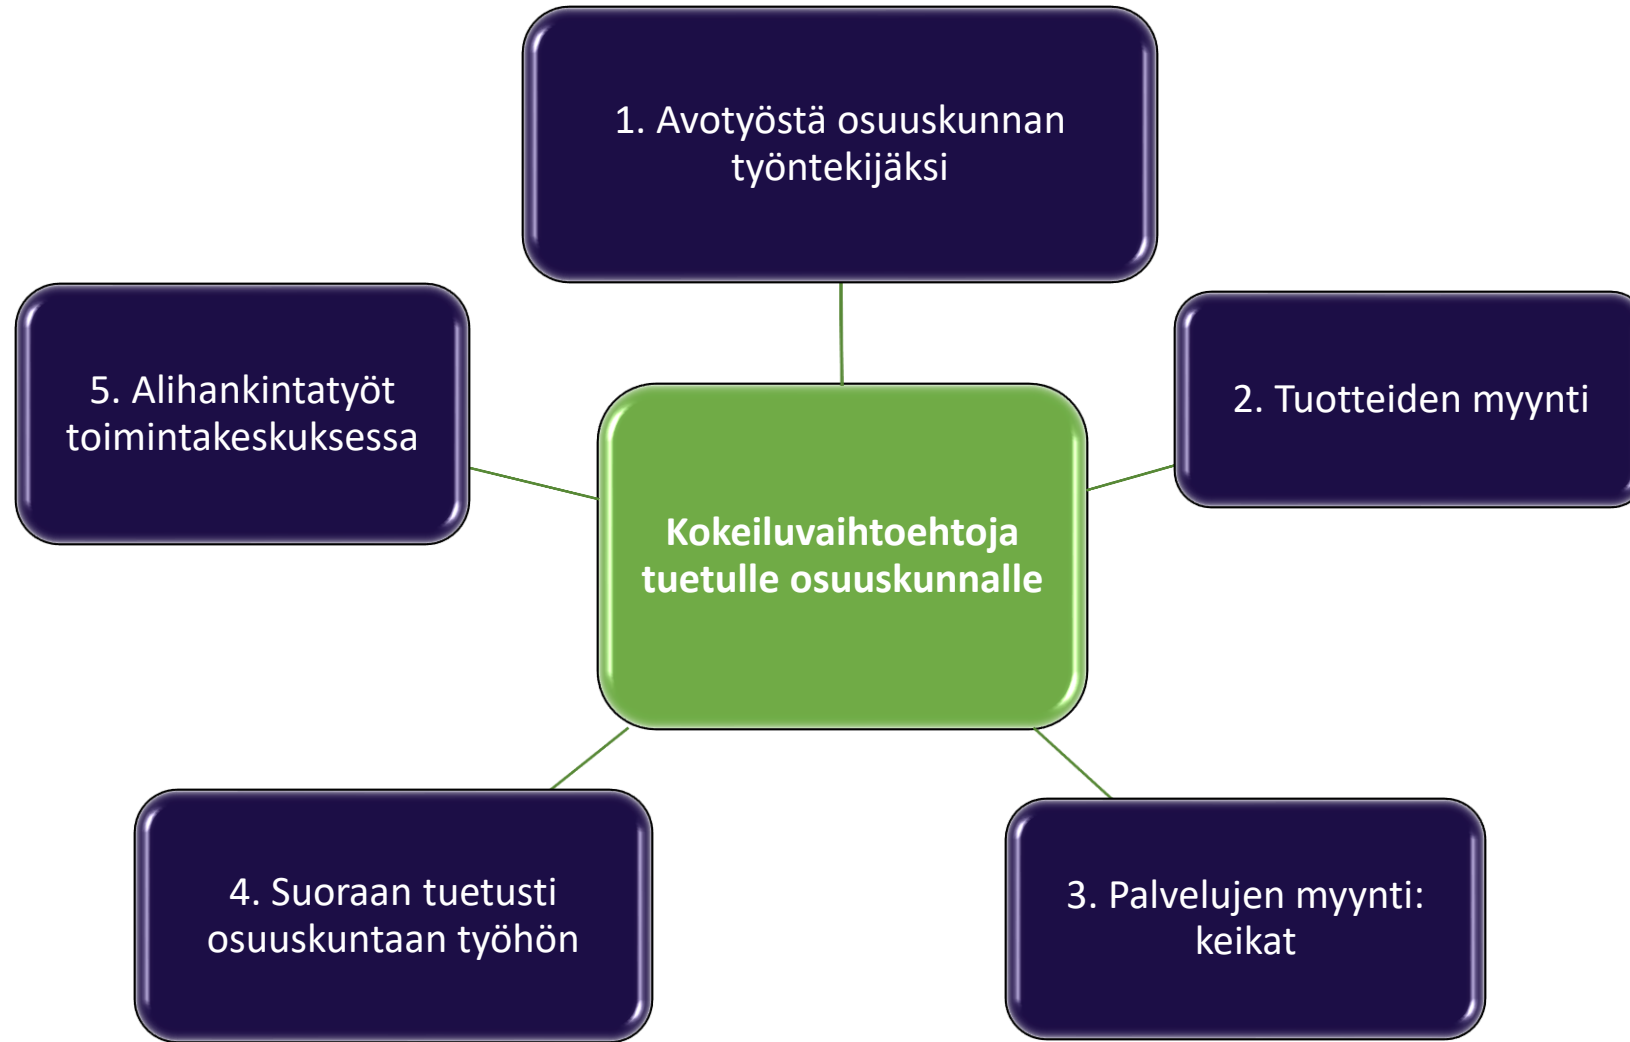 1. Avotyöstä osuuskunnan
työntekijäksi
2. Tuotteiden myynti
3. Palvelujen myynti:
keikat
4. Suoraan tuetusti
osuuskuntaan työhön
5. Alihankintatyöt
toimintakeskuksessa
Kokeiluvaihtoehtoja
tuetulle osuuskunnalle